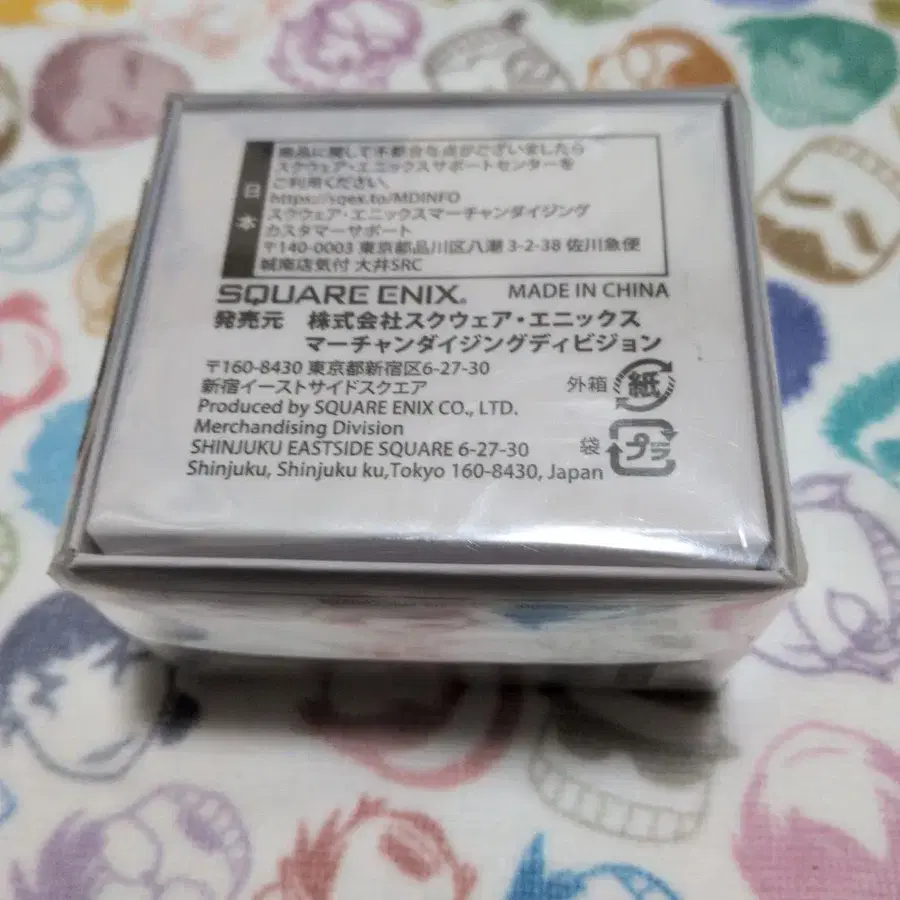 日本
商品に関して不都合な点がございましたら
スクウェア・エニックスサポートセンターを
ご利用ください。
https://sqex.to/MDINFO
スクウェア・エニックスマーチャンダイジング
カスタマーサポート
〒140-0003 東京都品川区八潮 3-2-38 佐川急便
城南店気付 大井SRC
SQUARE ENIX. MADE IN CHINA
発売元 株式会社スクウェア・エニックス
マーチャンダイジングディビジョン
〒160-8430 東京都新宿区6-27-30
新宿イーストサイドスクエア
外箱 紙
Produced by SQUARE ENIX CO., LTD.
Merchandising Division
袋 プラ
SHINJUKU EASTSIDE SQUARE 6-27-30
Shinjuku, Shinjuku ku,Tokyo 160-8430, Japan